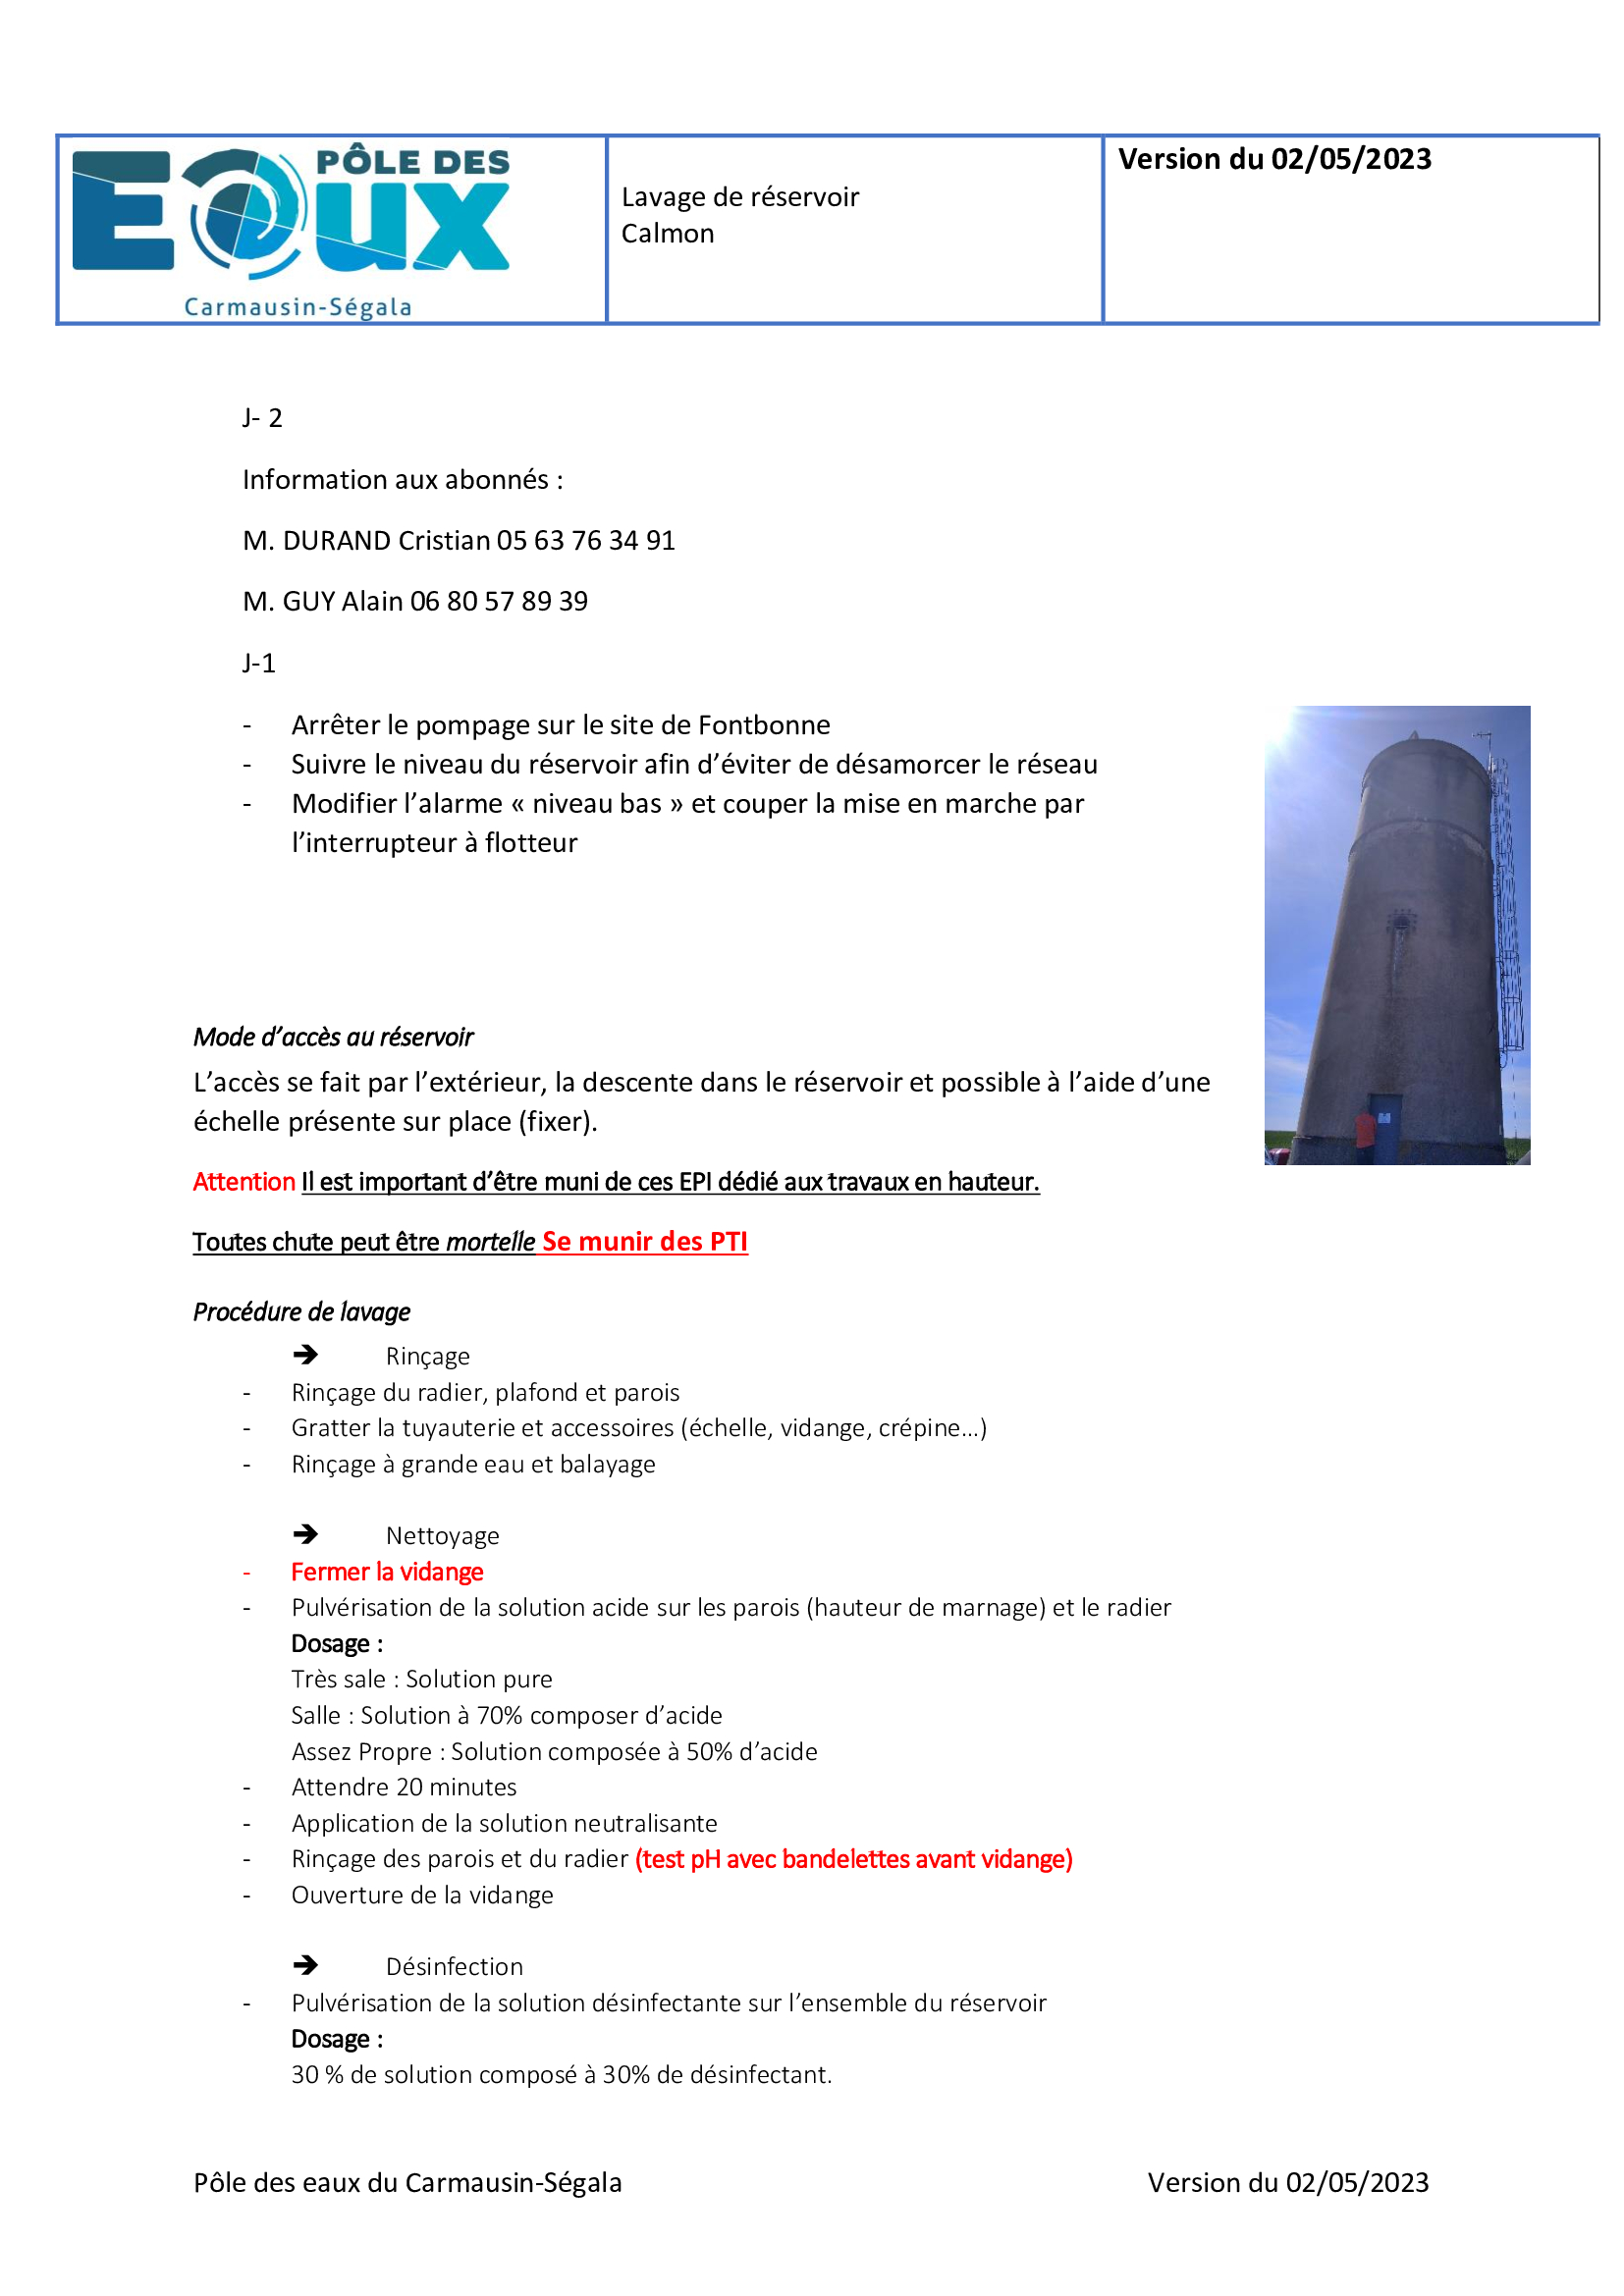 PÔLE DES
EAUX
Carmausin-Ségala
Lavage de réservoir
Calmon
Version du 02/05/2023
J- 2
Information aux abonnés :
M. DURAND Cristian 05 63 76 34 91
M. GUY Alain 06 80 57 89 39
J-1
- Arrêter le pompage sur le site de Fontbonne
- Suivre le niveau du réservoir afin d’éviter de désamorcer le réseau
- Modifier l’alarme « niveau bas » et couper la mise en marche par
l’interrupteur à flotteur
Mode d’accès au réservoir
L’accès se fait par l’extérieur, la descente dans le réservoir et possible à l’aide d’une
échelle présente sur place (fixer).
Attention Il est important d’être muni de ces EPI dédié aux travaux en hauteur.
Toutes chute peut être mortelle Se munir des PTI
Procédure de lavage
➔ Rinçage
- Rinçage du radier, plafond et parois
- Gratter la tuyauterie et accessoires (échelle, vidange, crépine…)
- Rinçage à grande eau et balayage
➔ Nettoyage
- Fermer la vidange
- Pulvérisation de la solution acide sur les parois (hauteur de marnage) et le radier
Dosage :
Très sale : Solution pure
Salle : Solution à 70% composer d’acide
Assez Propre : Solution composée à 50% d’acide
- Attendre 20 minutes
- Application de la solution neutralisante
- Rinçage des parois et du radier (test pH avec bandelettes avant vidange)
- Ouverture de la vidange
➔ Désinfection
- Pulvérisation de la solution désinfectante sur l’ensemble du réservoir
Dosage :
30 % de solution composé à 30% de désinfectant.
Pôle des eaux du Carmausin-Ségala
Version du 02/05/2023